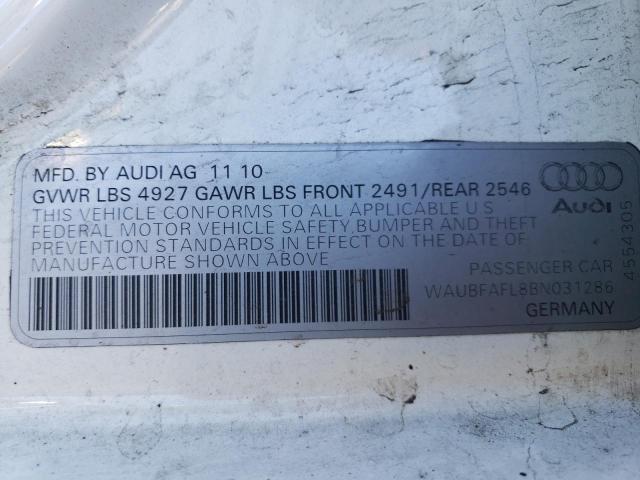 MFD. BY AUDI AG 11 10
GVWR LBS 4927 GAWR LBS FRONT 2491/REAR 2546
THIS VEHICLE CONFORMS TO ALL APPLICABLE U S
FEDERAL MOTOR VEHICLE SAFETY, BUMPER AND THEFT
PREVENTION STANDARDS IN EFFECT ON THE DATE OF
MANUFACTURE SHOWN ABOVE
Audi
PASSENGER CAR
WAUBFAFL8BN031286
GERMANY
4554305